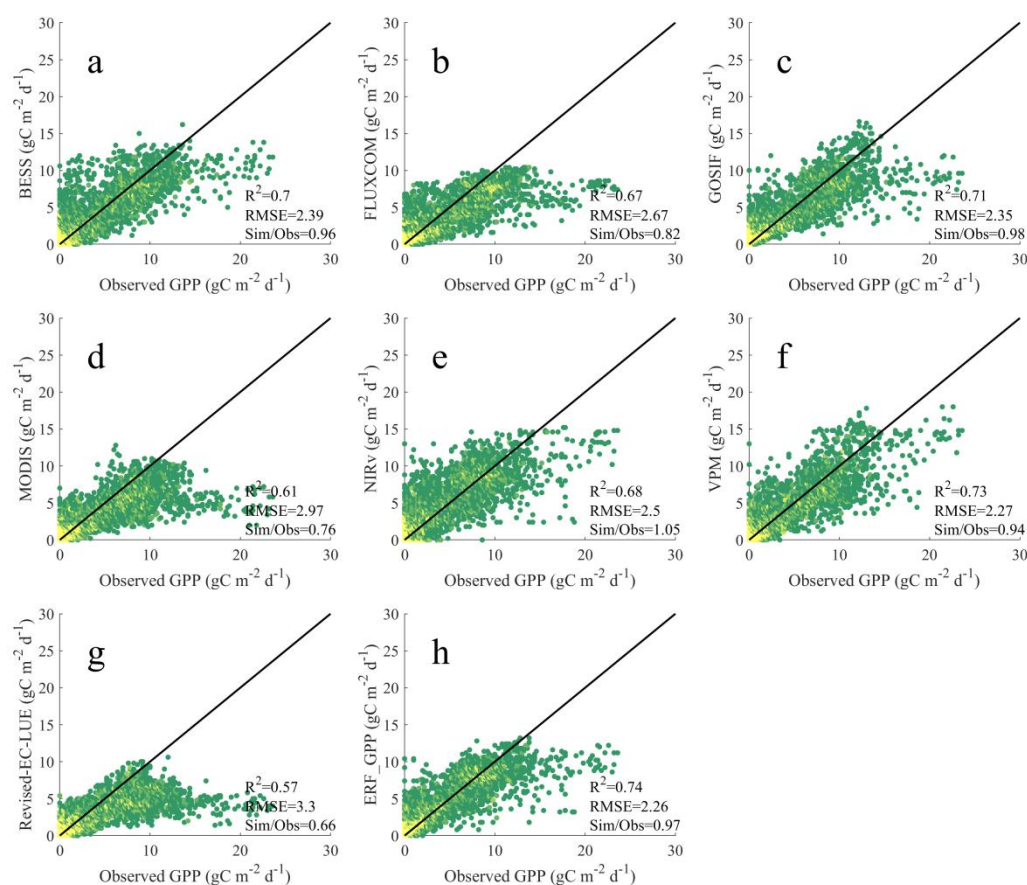 a
BESS (gC m⁻² d⁻¹)
30
25
20
15
10
5
0
R²=0.7
RMSE=2.39
Sim/Obs=0.96
0 10 20 30
Observed GPP (gC m⁻² d⁻¹)
b
FLUXCOM (gC m⁻² d⁻¹)
30
25
20
15
10
5
0
R²=0.67
RMSE=2.67
Sim/Obs=0.82
0 10 20 30
Observed GPP (gC m⁻² d⁻¹)
c
GOSIF (gC m⁻² d⁻¹)
30
25
20
15
10
5
0
R²=0.71
RMSE=2.35
Sim/Obs=0.98
0 10 20 30
Observed GPP (gC m⁻² d⁻¹)
d
MODIS (gC m⁻² d⁻¹)
30
25
20
15
10
5
0
R²=0.61
RMSE=2.97
Sim/Obs=0.76
0 10 20 30
Observed GPP (gC m⁻² d⁻¹)
e
NIRv (gC m⁻² d⁻¹)
30
25
20
15
10
5
0
R²=0.68
RMSE=2.5
Sim/Obs=1.05
0 10 20 30
Observed GPP (gC m⁻² d⁻¹)
f
VPM (gC m⁻² d⁻¹)
30
25
20
15
10
5
0
R²=0.73
RMSE=2.27
Sim/Obs=0.94
0 10 20 30
Observed GPP (gC m⁻² d⁻¹)
g
Revised-EC-LUE (gC m⁻² d⁻¹)
30
25
20
15
10
5
0
R²=0.57
RMSE=3.3
Sim/Obs=0.66
0 10 20 30
Observed GPP (gC m⁻² d⁻¹)
h
ERF_GPP (gC m⁻² d⁻¹)
30
25
20
15
10
5
0
R²=0.74
RMSE=2.26
Sim/Obs=0.97
0 10 20 30
Observed GPP (gC m⁻² d⁻¹)